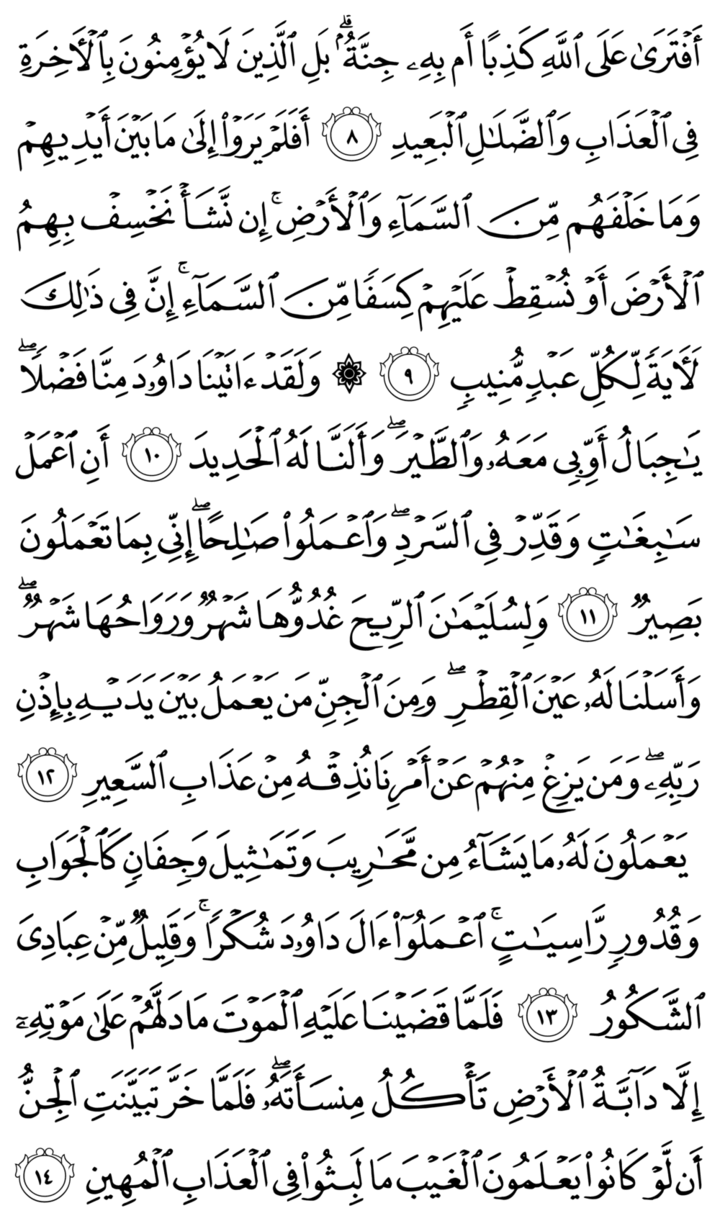 أَفْتَرَىٰ عَلَى ٱللَّهِ كَذِبًا أَم بِهِۦ جِنَّةُۢ ۗ بَلِ ٱلَّذِينَ لَا يُؤْمِنُونَ بِٱلْـَٔاخِرَةِ
فِى ٱلْعَذَابِ وَٱلضَّلَـٰلِ ٱلْبَعِيدِ ٨ أَفَلَمْ يَرَوْا۟ إِلَىٰ مَا بَيْنَ أَيْدِيهِمْ
وَمَا خَلْفَهُم مِّنَ ٱلسَّمَآءِ وَٱلْأَرْضِ ۚ إِن نَّشَأْ نَخْسِفْ بِهِمُ
ٱلْأَرْضَ أَوْ نُسْقِطْ عَلَيْهِمْ كِسَفًا مِّنَ ٱلسَّمَآءِ ۚ إِنَّ فِى ذَٰلِكَ
لَـَٔايَةً لِّكُلِّ عَبْدٍ مُّنِيبٍ ٩ ۞ وَلَقَدْ ءَاتَيْنَا دَاوُۥدَ مِنَّا فَضْلًا ۖ
يَـٰجِبَالُ أَوِّبِى مَعَهُۥ وَٱلطَّيْرَ ۖ وَأَلَنَّا لَهُ ٱلْحَدِيدَ ١٠ أَنِ ٱعْمَلْ
سَـٰبِغَـٰتٍ وَقَدِّرْ فِى ٱلسَّرْدِ ۖ وَٱعْمَلُوا۟ صَـٰلِحًا ۖ إِنِّى بِمَا تَعْمَلُونَ
بَصِيرٌ ١١ وَلِسُلَيْمَـٰنَ ٱلرِّيحَ غُدُوُّهَا شَهْرٌ وَرَوَاحُهَا شَهْرٌ ۖ
وَأَسَلْنَا لَهُۥ عَيْنَ ٱلْقِطْرِ ۖ وَمِنَ ٱلْجِنِّ مَن يَعْمَلُ بَيْنَ يَدَيْهِ بِإِذْنِ
رَبِّهِۦ ۖ وَمَن يَزِغْ مِنْهُمْ عَنْ أَمْرِنَا نُذِقْهُ مِنْ عَذَابِ ٱلسَّعِيرِ ١٢
يَعْمَلُونَ لَهُۥ مَا يَشَآءُ مِن مَّحَـٰرِيبَ وَتَمَـٰثِيلَ وَجِفَانٍ كَٱلْجَوَابِ
وَقُدُورٍ رَّاسِيَـٰتٍ ۚ ٱعْمَلُوٓا۟ ءَالَ دَاوُۥدَ شُكْرًا ۚ وَقَلِيلٌ مِّنْ عِبَادِىَ
ٱلشَّكُورُ ١٣ فَلَمَّا قَضَيْنَا عَلَيْهِ ٱلْمَوْتَ مَا دَلَّهُمْ عَلَىٰ مَوْتِهِۦٓ
إِلَّا دَآبَّةُ ٱلْأَرْضِ تَأْكُلُ مِنسَأَتَهُۥ ۖ فَلَمَّا خَرَّ تَبَيَّنَتِ ٱلْجِنُّ
أَن لَّوْ كَانُوا۟ يَعْلَمُونَ ٱلْغَيْبَ مَا لَبِثُوا۟ فِى ٱلْعَذَابِ ٱلْمُهِينِ ١٤